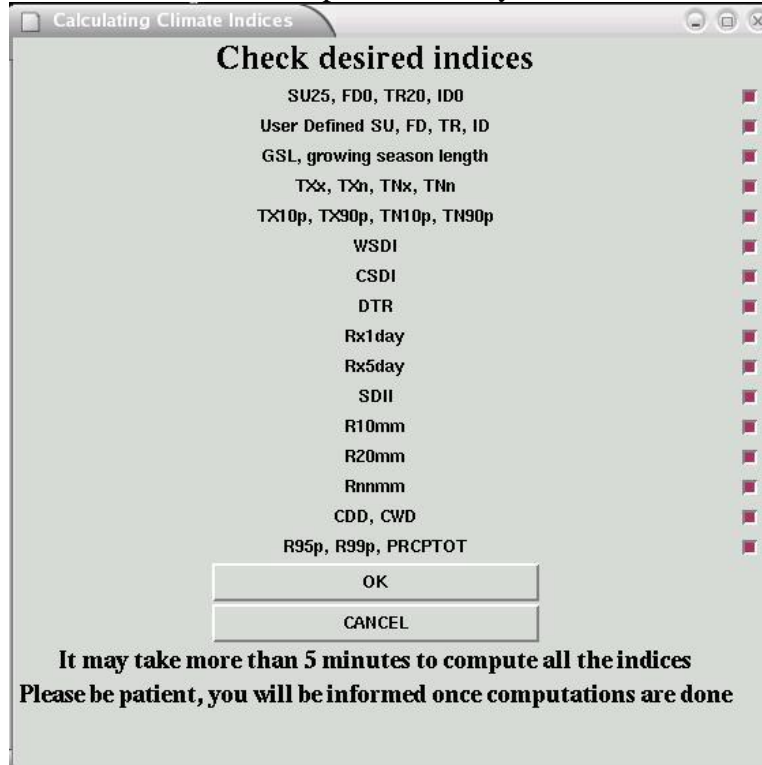 Calculating Climate Indices
Check desired indices
SU25, FD0, TR20, ID0
User Defined SU, FD, TR, ID
GSL, growing season length
TXx, TXn, TNx, TNn
TX10p, TX90p, TN10p, TN90p
WSDI
CSDI
DTR
Rx1day
Rx5day
SDII
R10mm
R20mm
Rnnmm
CDD, CWD
R95p, R99p, PRCPTOT
OK
CANCEL
It may take more than 5 minutes to compute all the indices
Please be patient, you will be informed once computations are done